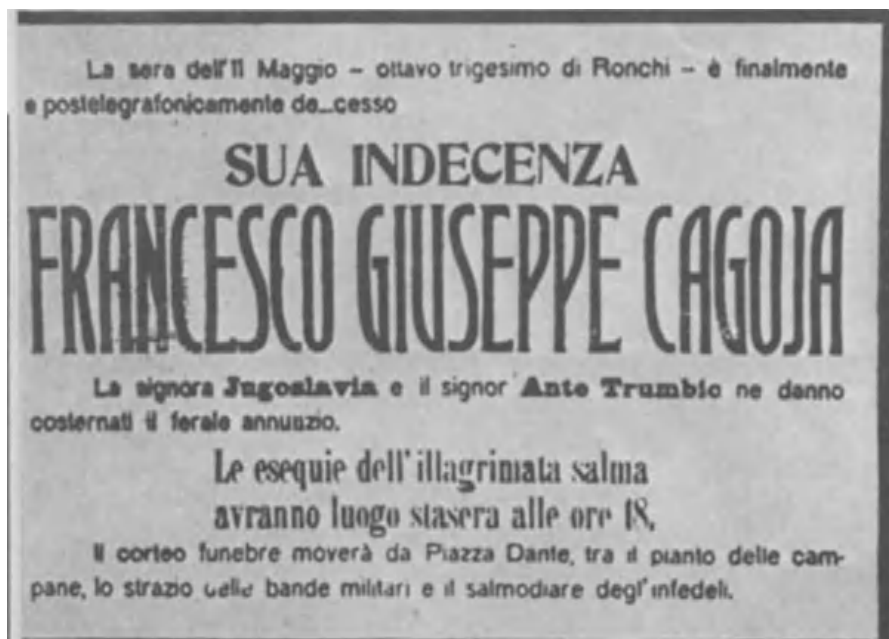 La sera dell'11 Maggio – ottavo trigesimo di Ronchi – è finalmente
e postelegrafonicamente de...cesso
SUA INDECENZA
FRANCESCO GIUSEPPE CAGOJA
La signora Jugoslavia e il signor Ante Trumbic ne danno
costernati il ferale annunzio.
Le esequie dell'illagrimata salma
avranno luogo stasera alle ore 18.
Il corteo funebre moverà da Piazza Dante, tra il pianto delle cam-
pane, lo strazio delle bande militari e il salmodiare degl'infedeli.